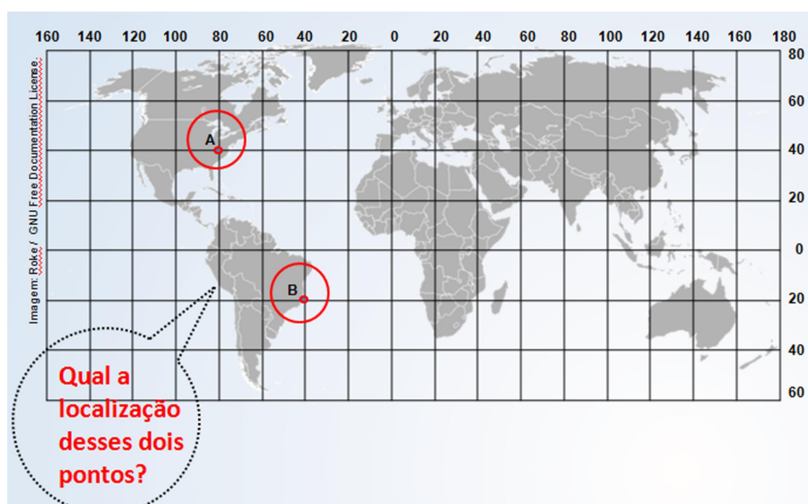 160 140 120 100 80 60 20 0 20 40 60 80 100 120 140 160 180
80
60
40
20
0
20
40
60
Imagem: Roke / GNU Free Documentation License.
A
B
Qual a
localização
desses dois
pontos?